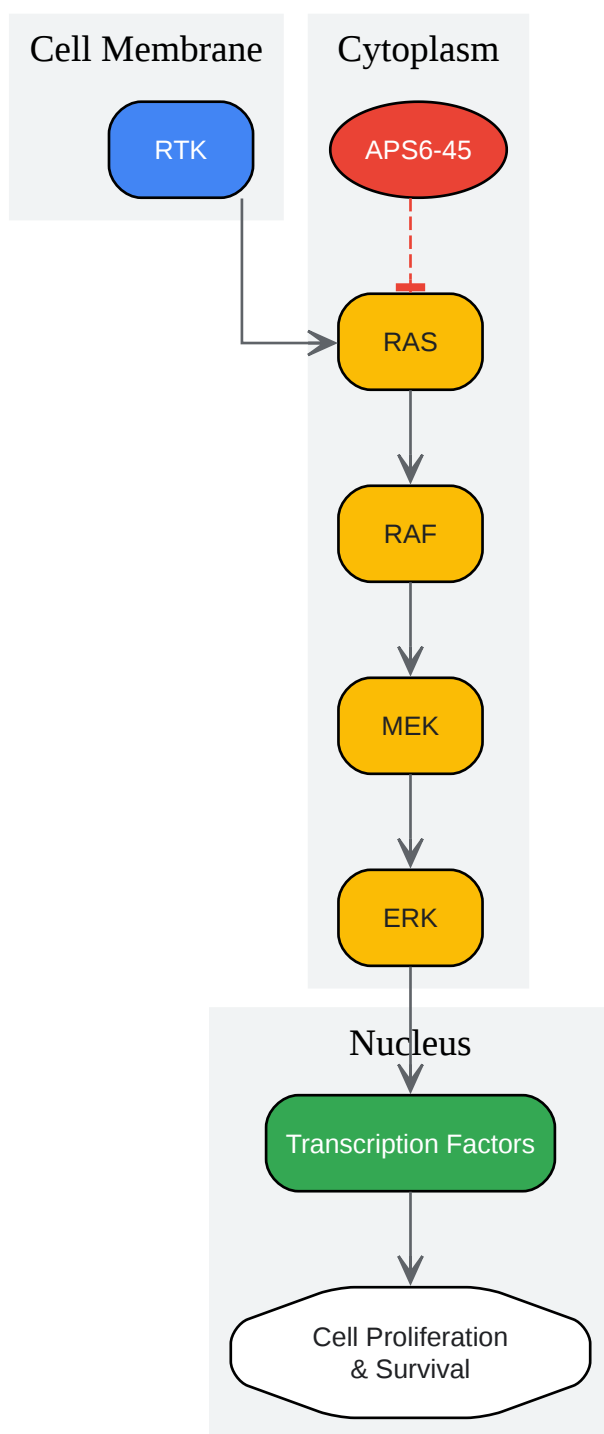 Cell Membrane
Cytoplasm
RTK
APS6-45
RAS
RAF
MEK
ERK
Nucleus
Transcription Factors
Cell Proliferation
& Survival